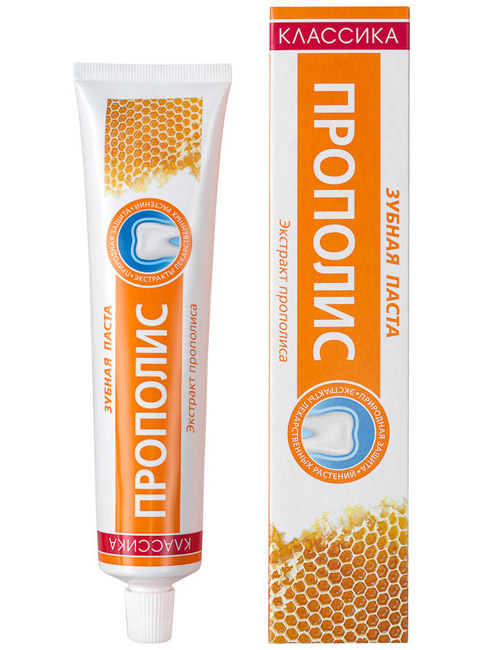 ПРИРОДНАЯ ЗАЩИТА • ЭКСТРАКТЫ ЛЕКАРСТВЕННЫХ РАСТЕНИЙ •
ЗУБНАЯ ПАСТА
ПРОПОЛИС
Экстракт прополиса
КЛАССИКА
КЛАССИКА
ЗУБНАЯ ПАСТА
ПРОПОЛИС
Экстракт прополиса
ПРИРОДНАЯ ЗАЩИТА • ЭКСТРАКТЫ ЛЕКАРСТВЕННЫХ РАСТЕНИЙ •